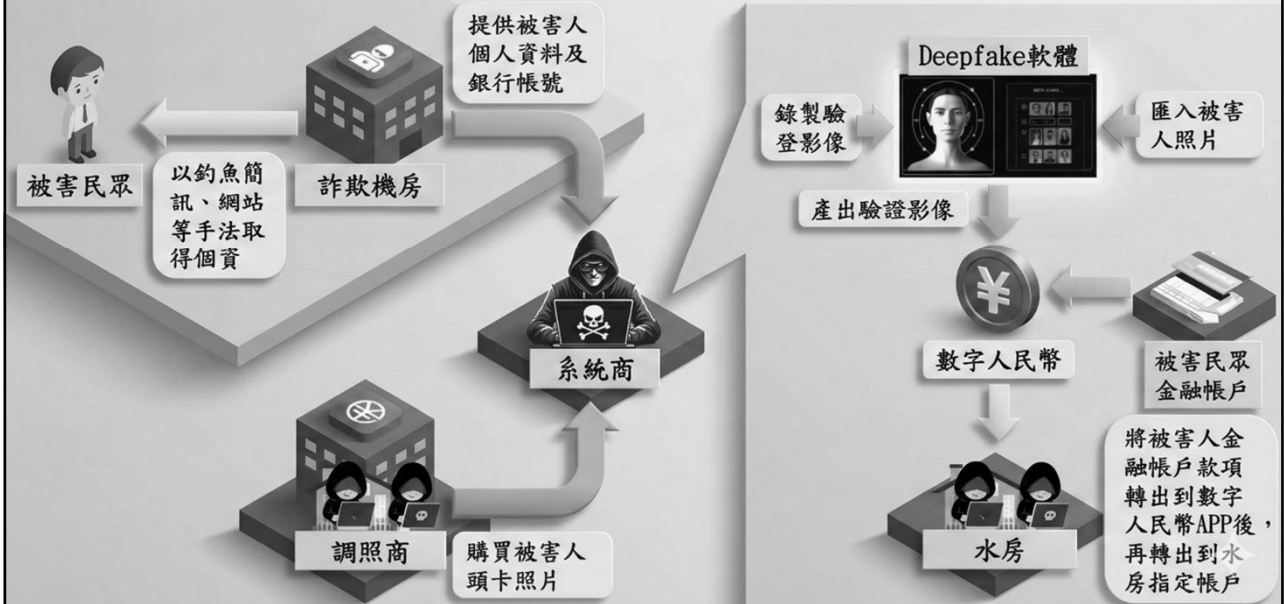 提供被害人
個人資料及
銀行帳號
被害民眾
以釣魚簡
訊、網站
等手法取
得個資
詐欺機房
系統商
調照商
購買被害人
頭卡照片
Deepfake軟體
錄製驗
登影像
匯入被害
人照片
產出驗證影像
數字人民幣
被害民眾
金融帳戶
水房
將被害人金
融帳戶款項
轉出到數字
人民幣APP後，
再轉出到水
房指定帳戶